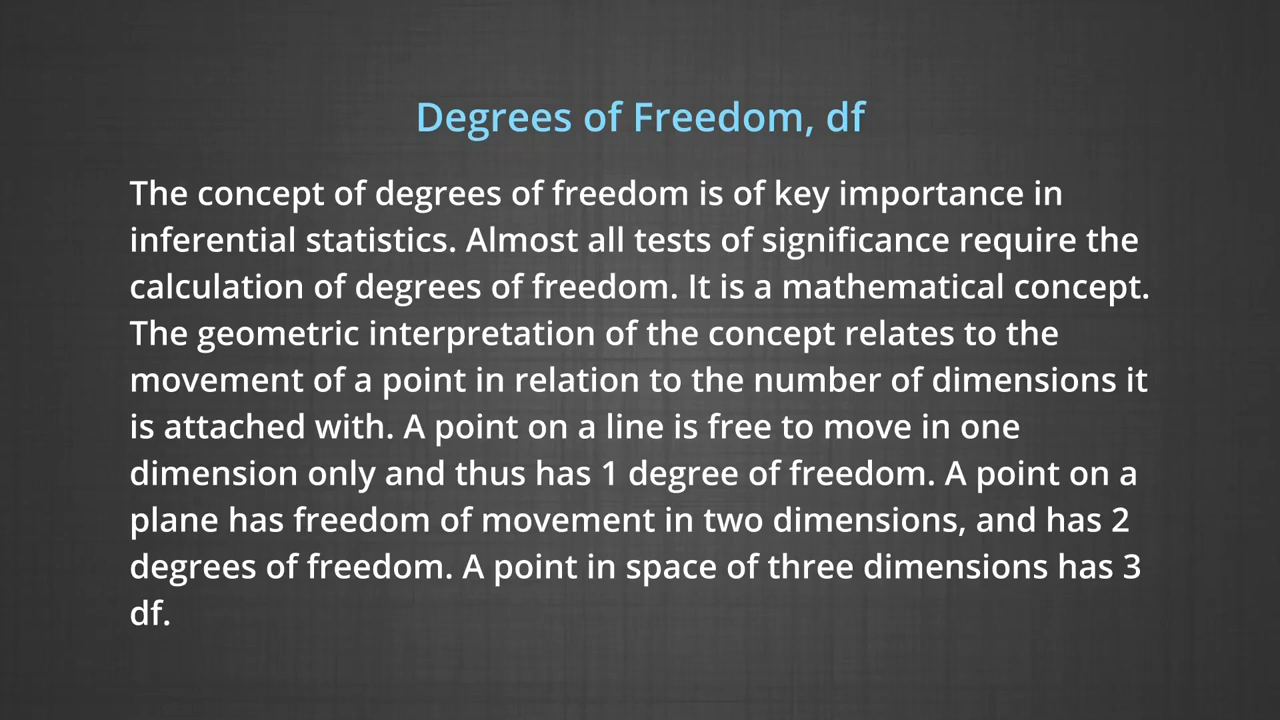 Degrees of Freedom, df
The concept of degrees of freedom is of key importance in
inferential statistics. Almost all tests of significance require the
calculation of degrees of freedom. It is a mathematical concept.
The geometric interpretation of the concept relates to the
movement of a point in relation to the number of dimensions it
is attached with. A point on a line is free to move in one
dimension only and thus has 1 degree of freedom. A point on a
plane has freedom of movement in two dimensions, and has 2
degrees of freedom. A point in space of three dimensions has 3
df.